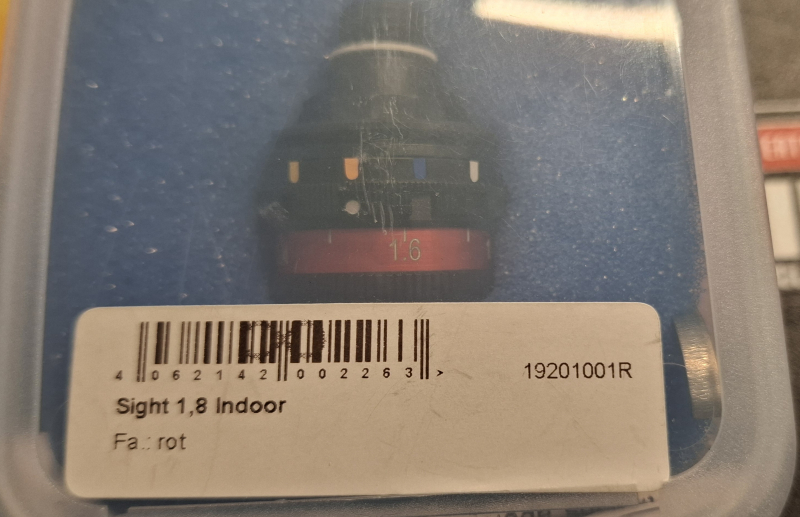 1.6
4 062142 002263 >
19201001R
Sight 1,8 Indoor
Fa.: rot